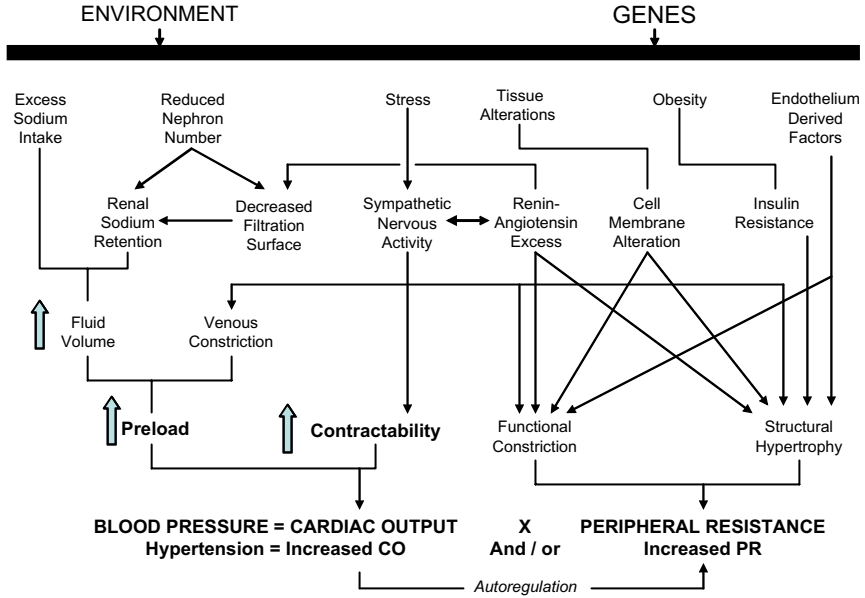 ENVIRONMENT
GENES
Excess
Sodium
Intake
Reduced
Nephron
Number
Stress
Tissue
Alterations
Obesity
Endothelium
Derived
Factors
Renal
Sodium
Retention
Decreased
Filtration
Surface
Sympathetic
Nervous
Activity
Renin-
Angiotensin
Excess
Cell
Membrane
Alteration
Insulin
Resistance
Fluid
Volume
Venous
Constriction
Preload
Contractability
Functional
Constriction
Structural
Hypertrophy
BLOOD PRESSURE = CARDIAC OUTPUT X PERIPHERAL RESISTANCE
Hypertension = Increased CO And / or Increased PR
Autoregulation